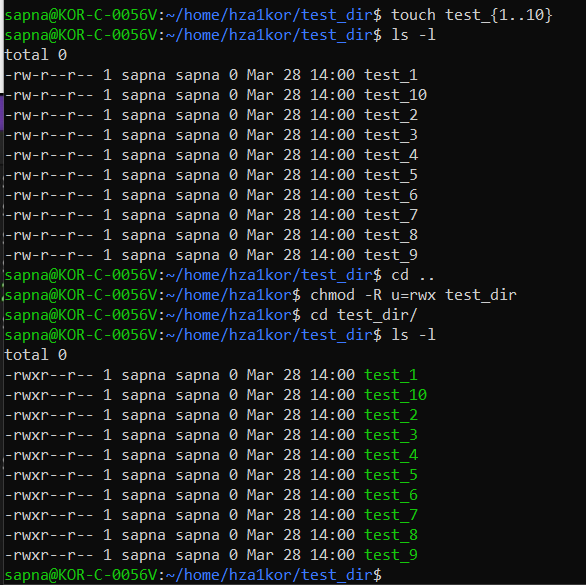 sapna@KOR-C-0056V:~/home/hza1kor/test_dir$ touch test_{1..10}
sapna@KOR-C-0056V:~/home/hza1kor/test_dir$ ls -l
total 0
-rw-r--r-- 1 sapna sapna 0 Mar 28 14:00 test_1
-rw-r--r-- 1 sapna sapna 0 Mar 28 14:00 test_10
-rw-r--r-- 1 sapna sapna 0 Mar 28 14:00 test_2
-rw-r--r-- 1 sapna sapna 0 Mar 28 14:00 test_3
-rw-r--r-- 1 sapna sapna 0 Mar 28 14:00 test_4
-rw-r--r-- 1 sapna sapna 0 Mar 28 14:00 test_5
-rw-r--r-- 1 sapna sapna 0 Mar 28 14:00 test_6
-rw-r--r-- 1 sapna sapna 0 Mar 28 14:00 test_7
-rw-r--r-- 1 sapna sapna 0 Mar 28 14:00 test_8
-rw-r--r-- 1 sapna sapna 0 Mar 28 14:00 test_9
sapna@KOR-C-0056V:~/home/hza1kor/test_dir$ cd ..
sapna@KOR-C-0056V:~/home/hza1kor$ chmod -R u=rwx test_dir
sapna@KOR-C-0056V:~/home/hza1kor$ cd test_dir/
sapna@KOR-C-0056V:~/home/hza1kor/test_dir$ ls -l
total 0
-rwxr--r-- 1 sapna sapna 0 Mar 28 14:00 test_1
-rwxr--r-- 1 sapna sapna 0 Mar 28 14:00 test_10
-rwxr--r-- 1 sapna sapna 0 Mar 28 14:00 test_2
-rwxr--r-- 1 sapna sapna 0 Mar 28 14:00 test_3
-rwxr--r-- 1 sapna sapna 0 Mar 28 14:00 test_4
-rwxr--r-- 1 sapna sapna 0 Mar 28 14:00 test_5
-rwxr--r-- 1 sapna sapna 0 Mar 28 14:00 test_6
-rwxr--r-- 1 sapna sapna 0 Mar 28 14:00 test_7
-rwxr--r-- 1 sapna sapna 0 Mar 28 14:00 test_8
-rwxr--r-- 1 sapna sapna 0 Mar 28 14:00 test_9
sapna@KOR-C-0056V:~/home/hza1kor/test_dir$